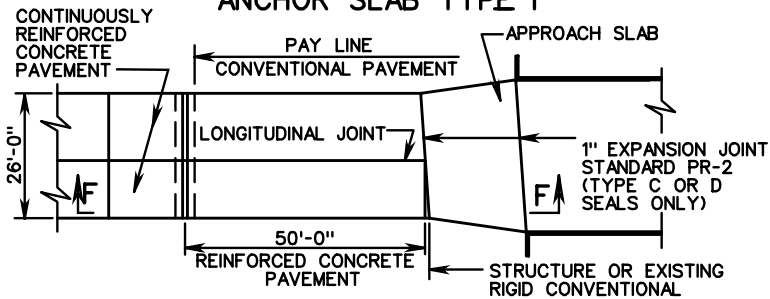 ANCHOR SLAB TYPE I
CONTINUOUSLY
REINFORCED
CONCRETE
PAVEMENT
PAY LINE
CONVENTIONAL PAVEMENT
APPROACH SLAB
26'-0"
LONGITUDINAL JOINT
1" EXPANSION JOINT
STANDARD PR-2
(TYPE C OR D
SEALS ONLY)
F
F
50'-0"
REINFORCED CONCRETE
PAVEMENT
STRUCTURE OR EXISTING
RIGID CONVENTIONAL